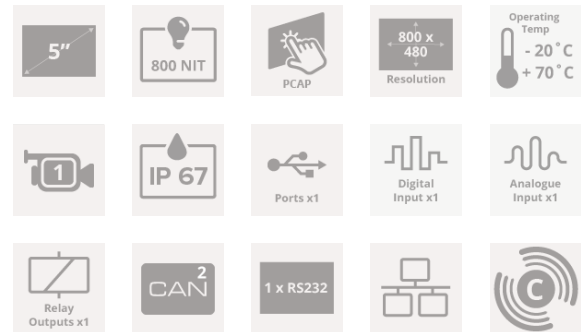 5”
800 NIT
PCAP
800 x
480
Resolution
Operating
Temp
- 20˚C
+ 70˚C
1
IP 67
Ports x1
Digital
Input x1
Analogue
Input x1
Relay
Outputs x1
CAN 2
1 x RS232
C